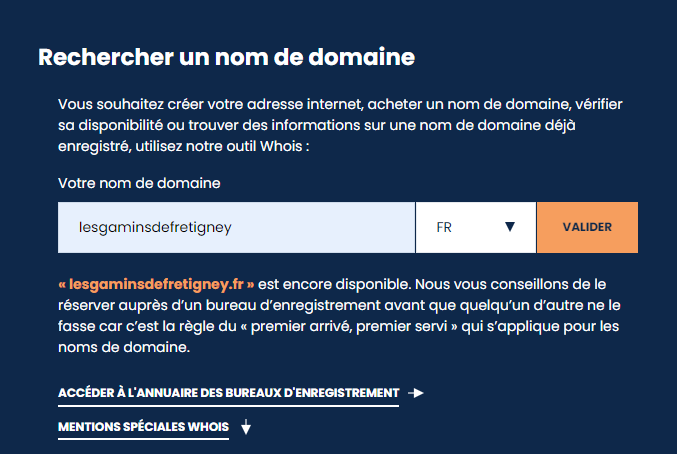 Rechercher un nom de domaine
Vous souhaitez créer votre adresse internet, acheter un nom de domaine, vérifier
sa disponibilité ou trouver des informations sur une nom de domaine déjà
enregistré, utilisez notre outil Whois :
Votre nom de domaine
lesgaminsdefretigney FR VALIDER
« lesgaminsdefretigney.fr » est encore disponible. Nous vous conseillons de le
réserver auprès d'un bureau d'enregistrement avant que quelqu'un d'autre ne le
fasse car c'est la règle du « premier arrivé, premier servi » qui s'applique pour les
noms de domaine.
ACCÉDER À L'ANNUAIRE DES BUREAUX D'ENREGISTREMENT
MENTIONS SPÉCIALES WHOIS